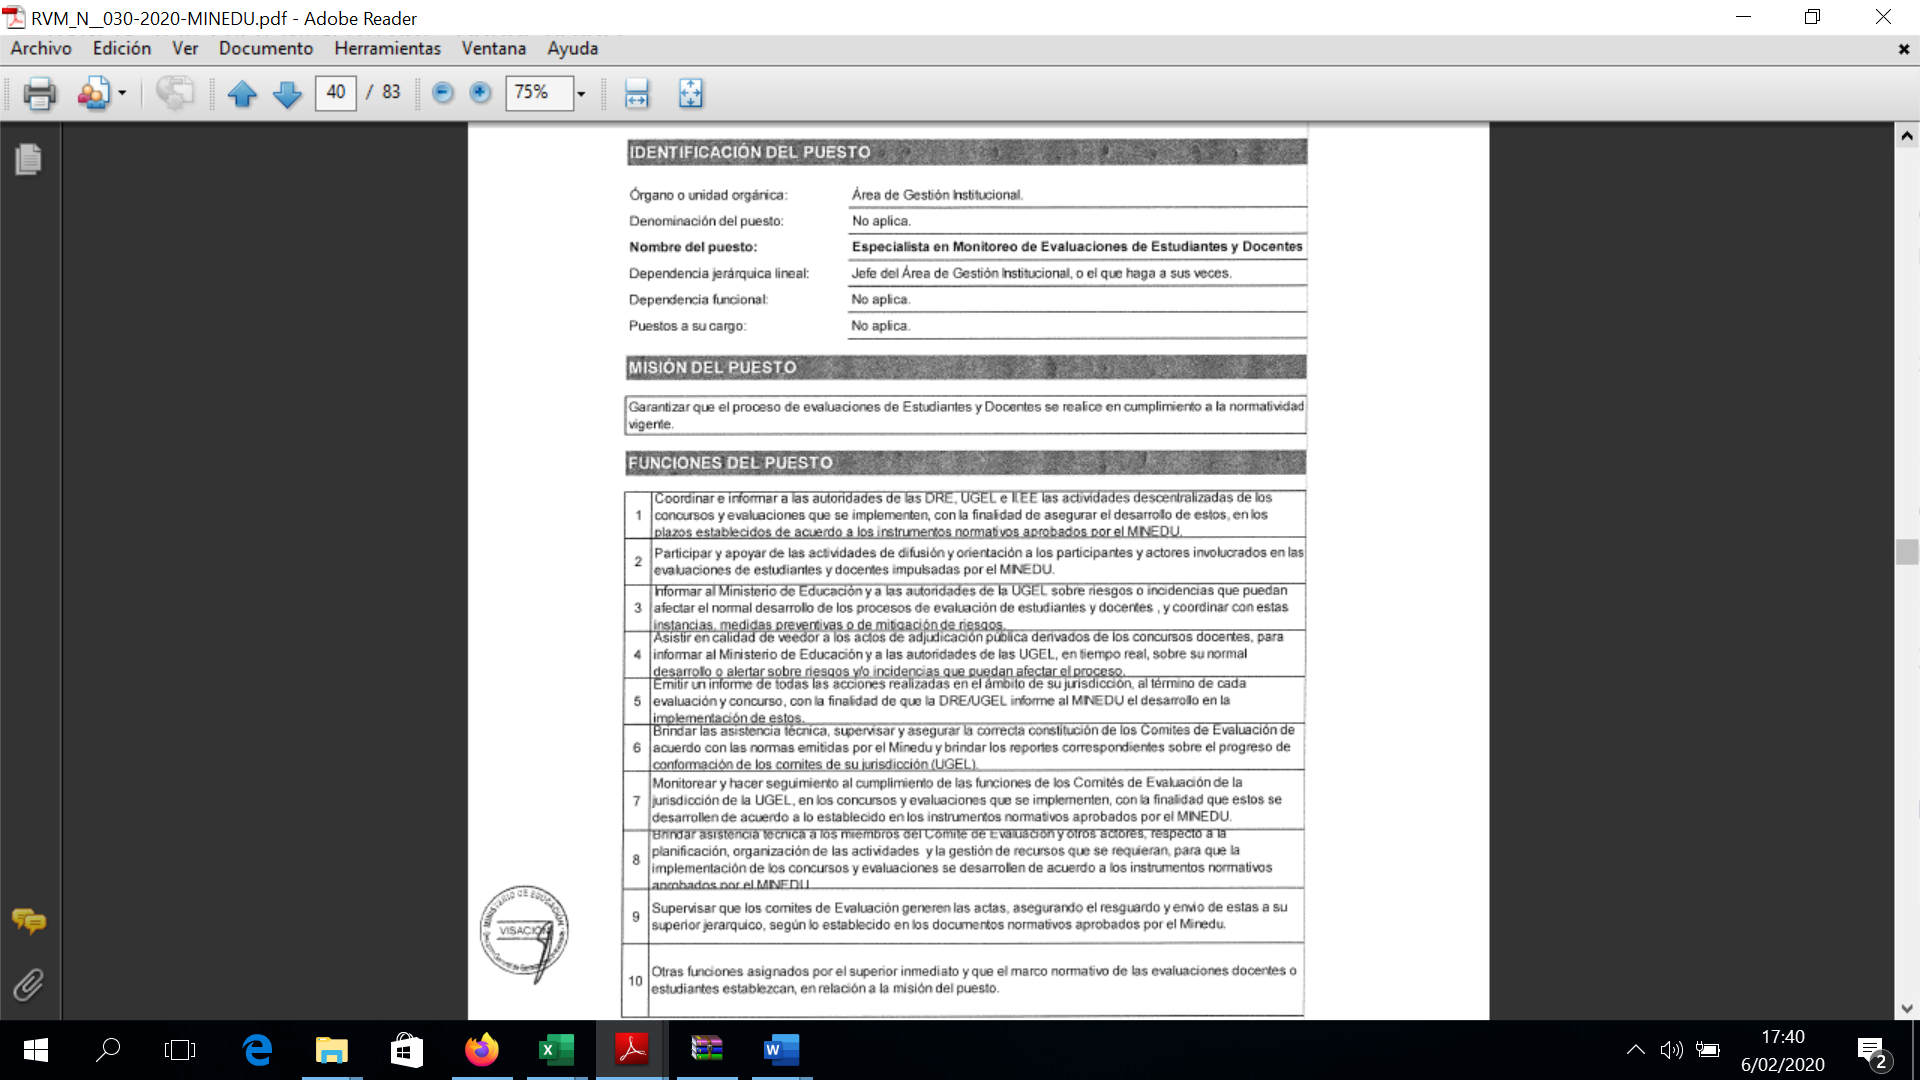 RVM_N__030-2020-MINEDU.pdf - Adobe Reader
Archivo Edición Ver Documento Herramientas Ventana Ayuda
40 / 83 75%
IDENTIFICACIÓN DEL PUESTO
Órgano o unidad orgánica: Área de Gestión Institucional.
Denominación del puesto: No aplica.
Nombre del puesto: Especialista en Monitoreo de Evaluaciones de Estudiantes y Docentes
Dependencia jerárquica lineal: Jefe del Área de Gestión Institucional, o el que haga a sus veces.
Dependencia funcional: No aplica.
Puestos a su cargo: No aplica.
MISIÓN DEL PUESTO
Garantizar que el proceso de evaluaciones de Estudiantes y Docentes se realice en cumplimiento a la normatividad
vigente.
FUNCIONES DEL PUESTO
Coordinar e informar a las autoridades de las DRE, UGEL e II.EE las actividades descentralizadas de los
1 concursos y evaluaciones que se implementen, con la finalidad de asegurar el desarrollo de estos, en los
plazos establecidos de acuerdo a los instrumentos normativos aprobados por el MINEDU.
2 Participar y apoyar de las actividades de difusión y orientación a los participantes y actores involucrados en las
evaluaciones de estudiantes y docentes impulsadas por el MINEDU.
Informar al Ministerio de Educación y a las autoridades de la UGEL sobre riesgos o incidencias que puedan
3 afectar el normal desarrollo de los procesos de evaluación de estudiantes y docentes , y coordinar con estas
instancias, medidas preventivas o de mitigación de riesgos.
Asistir en calidad de veedor a los actos de adjudicación pública derivados de los concursos docentes, para
4 informar al Ministerio de Educación y a las autoridades de las UGEL, en tiempo real, sobre su normal
desarrollo o alertar sobre riesgos y/o incidencias que puedan afectar el proceso.
Emitir un informe de todas las acciones realizadas en el ámbito de su jurisdicción, al término de cada
5 evaluación y concurso, con la finalidad de que la DRE/UGEL informe al MINEDU el desarrollo en la
implementación de estos.
Brindar las asistencia técnica, supervisar y asegurar la correcta constitución de los Comites de Evaluación de
6 acuerdo con las normas emitidas por el Minedu y brindar los reportes correspondientes sobre el progreso de
conformación de los comites de su jurisdicción (UGEL).
Monitorear y hacer seguimiento al cumplimiento de las funciones de los Comités de Evaluación de la
7 jurisdicción de la UGEL, en los concursos y evaluaciones que se implementen, con la finalidad que estos se
desarrollen de acuerdo a lo establecido en los instrumentos normativos aprobados por el MINEDU.
Brindar asistencia técnica a los miembros del Comité de Evaluación y otros actores, respecto a la
8 planificación, organización de las actividades y la gestión de recursos que se requieran, para que la
implementación de los concursos y evaluaciones se desarrollen de acuerdo a los instrumentos normativos
aprobados por el MINEDU
9 Supervisar que los comites de Evaluación generen las actas, asegurando el resguardo y envio de estas a su
superior jerarquico, según lo establecido en los documentos normativos aprobados por el Minedu.
10 Otras funciones asignados por el superior inmediato y que el marco normativo de las evaluaciones docentes o
estudiantes establezcan, en relación a la misión del puesto.
MINISTERIO DE EDUCACIÓN
VISACIÓN
17:40
6/02/2020
2